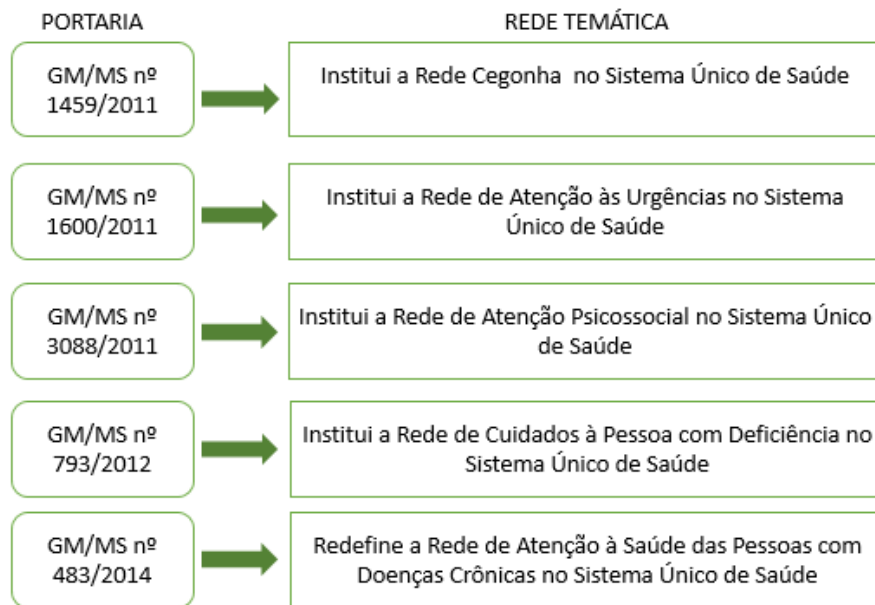 PORTARIA
REDE TEMÁTICA
GM/MS nº
1459/2011
Institui a Rede Cegonha no Sistema Único de Saúde
GM/MS nº
1600/2011
Institui a Rede de Atenção às Urgências no Sistema
Único de Saúde
GM/MS nº
3088/2011
Institui a Rede de Atenção Psicossocial no Sistema Único
de Saúde
GM/MS nº
793/2012
Institui a Rede de Cuidados à Pessoa com Deficiência no
Sistema Único de Saúde
GM/MS nº
483/2014
Redefine a Rede de Atenção à Saúde das Pessoas com
Doenças Crônicas no Sistema Único de Saúde